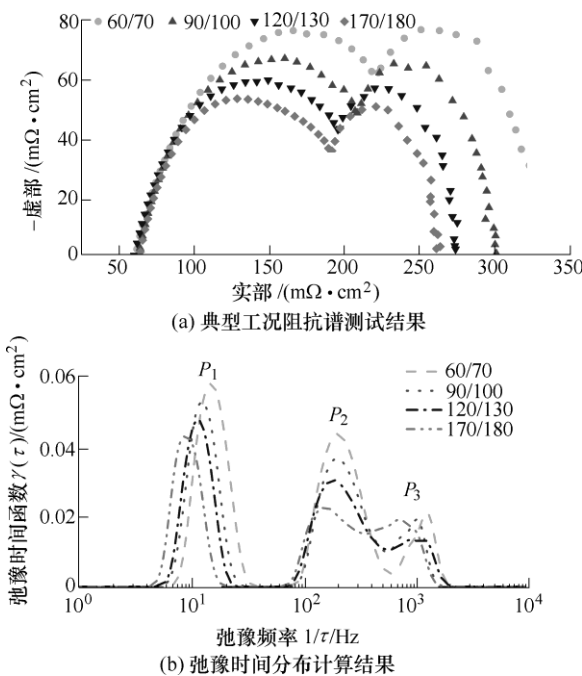 60/70 90/100 120/130 170/180
80
60
40
20
0
-虚部/(mΩ·cm²)
50 100 150 200 250 300 350
实部/(mΩ·cm²)
(a) 典型工况阻抗谱测试结果
0.06
0.04
0.02
0
弛豫时间函数γ(τ)/(mΩ·cm²)
P₁
P₂
P₃
60/70
90/100
120/130
170/180
10⁰ 10¹ 10² 10³ 10⁴
弛豫频率 1/τ/Hz
(b) 弛豫时间分布计算结果